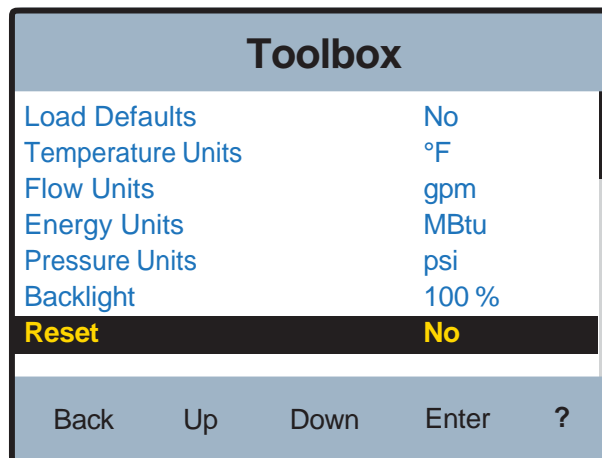 Toolbox
Load Defaults No
Temperature Units °F
Flow Units gpm
Energy Units MBtu
Pressure Units psi
Backlight 100 %
Reset No
Back Up Down Enter ?